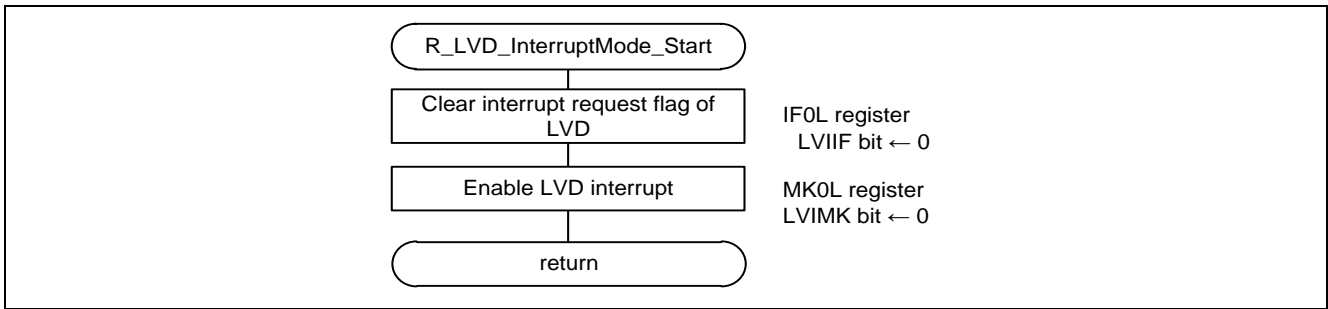 R_LVD_InterruptMode_Start
Clear interrupt request flag of
LVD
IF0L register
LVIIF bit ← 0
Enable LVD interrupt
MK0L register
LVIMK bit ← 0
return